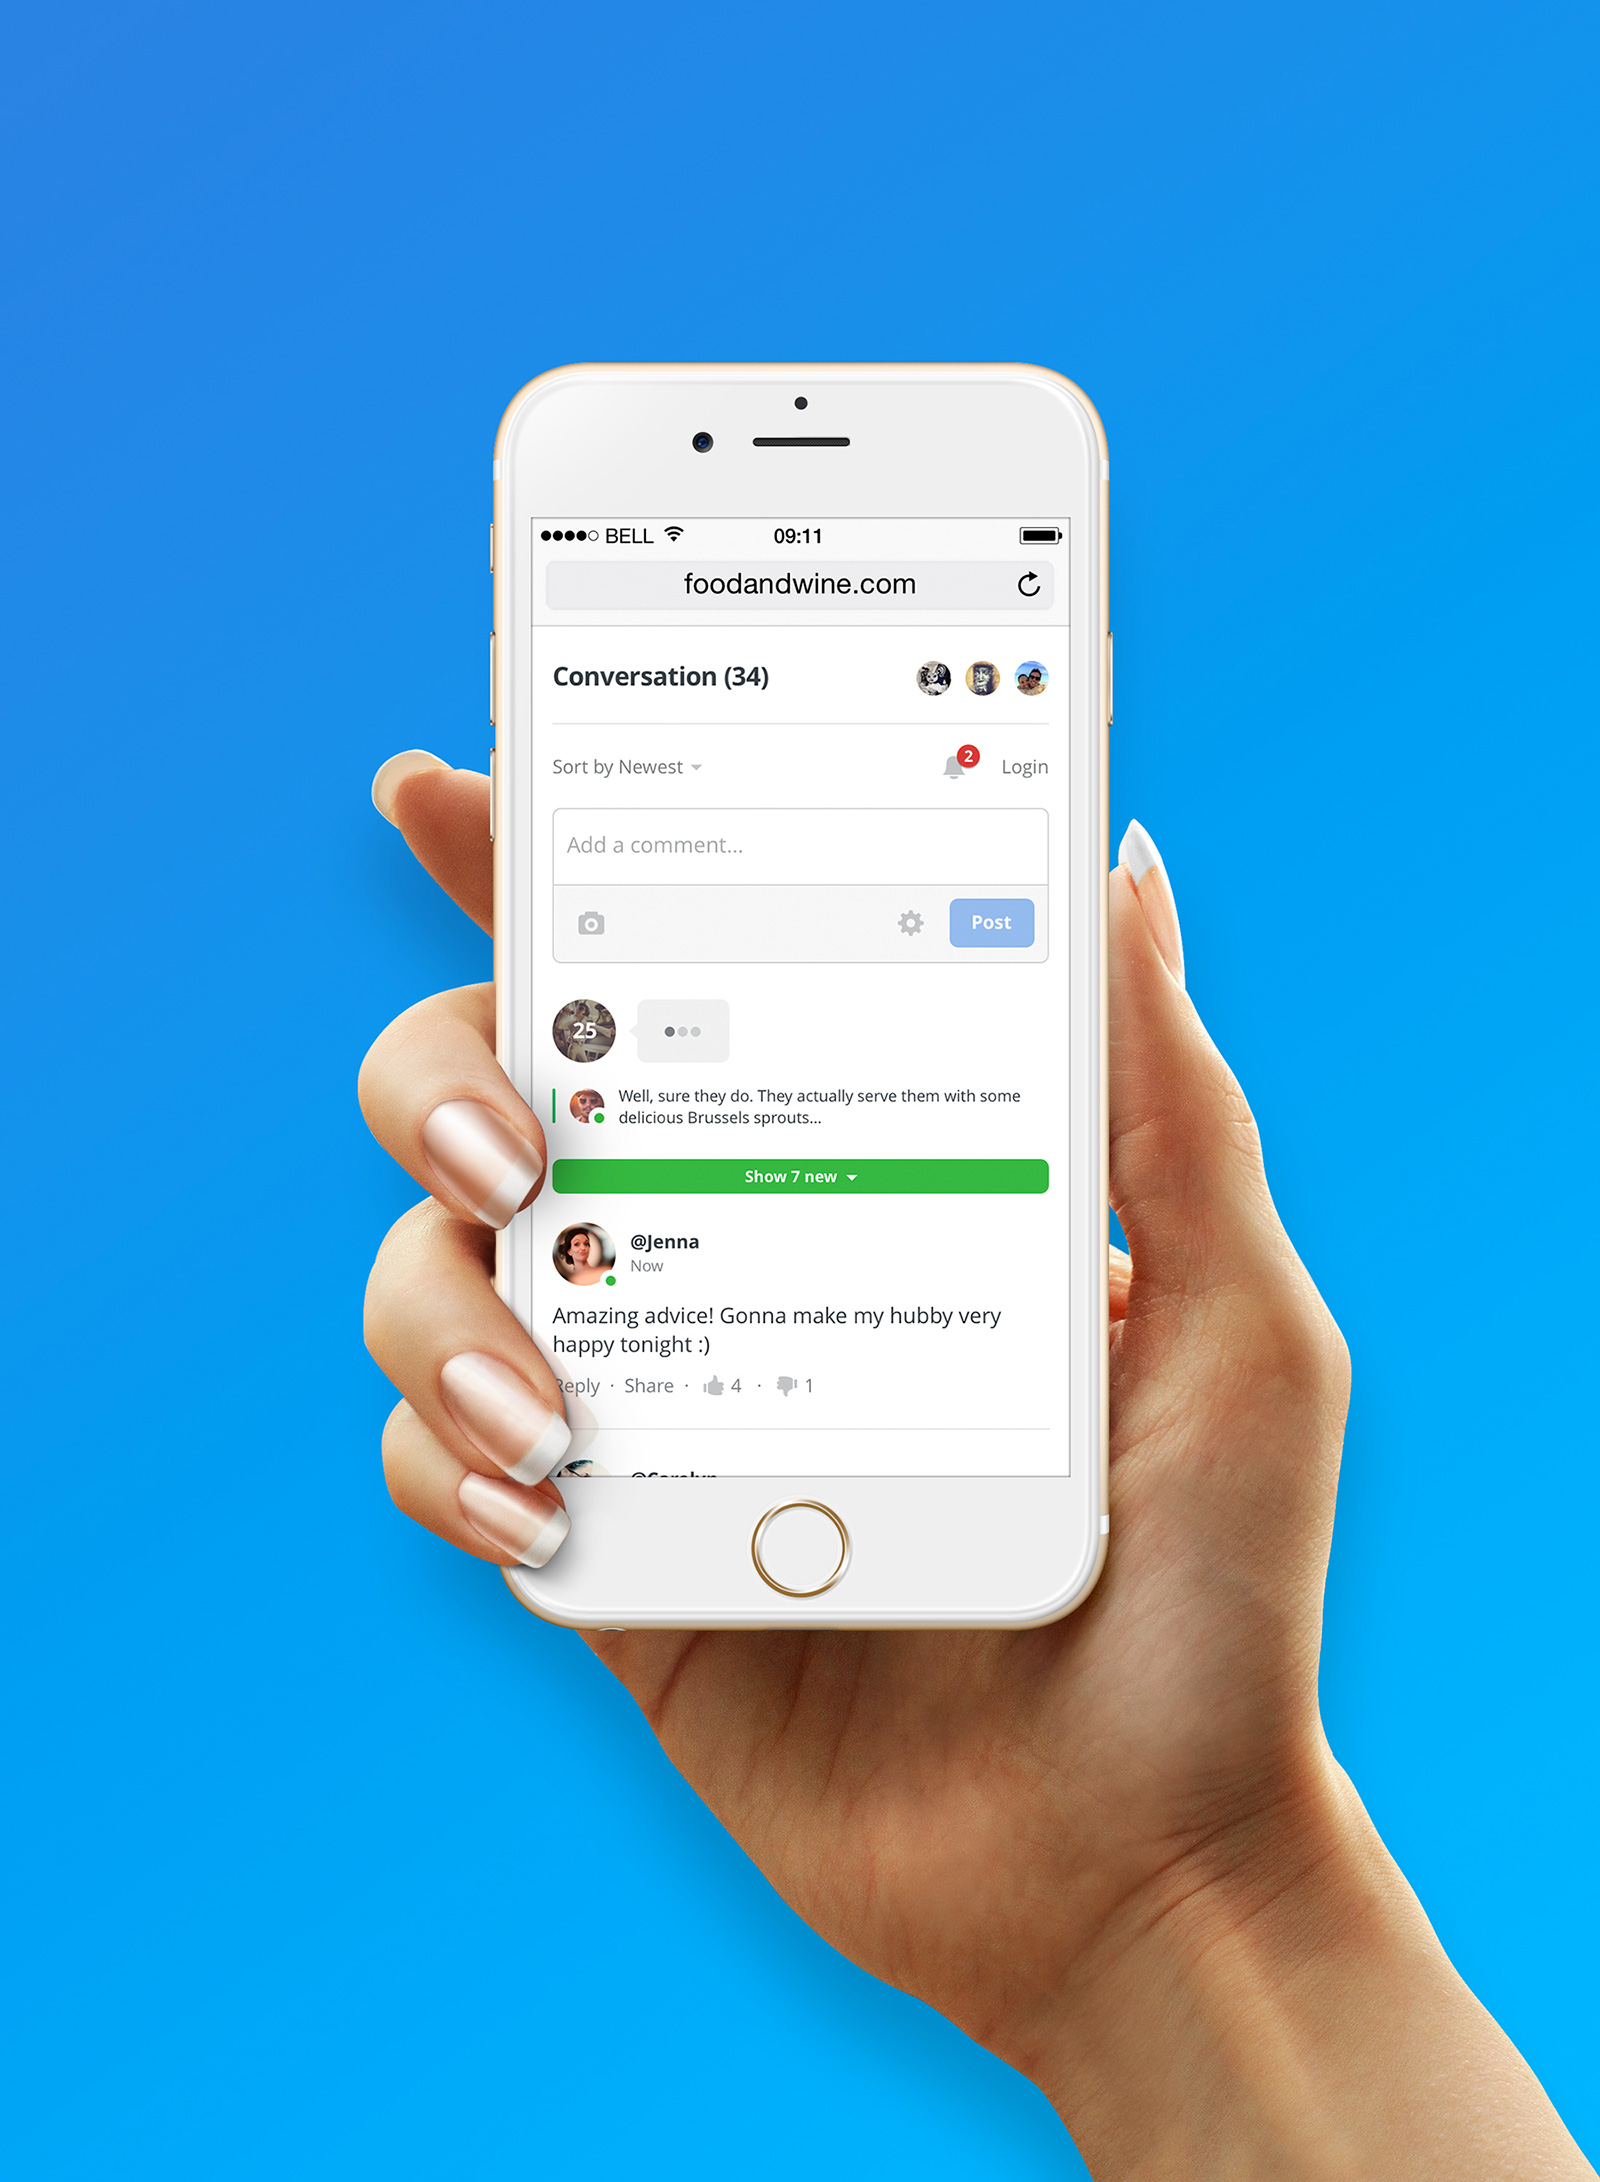 BELL 09:11
foodandwine.com
Conversation (34)
Sort by Newest 2 Login
Add a comment...
Post
25
Well, sure they do. They actually serve them with some
delicious Brussels sprouts...
Show 7 new
@Jenna
Now
Amazing advice! Gonna make my hubby very
happy tonight :)
Reply · Share · 4 · 1
@Carolyn